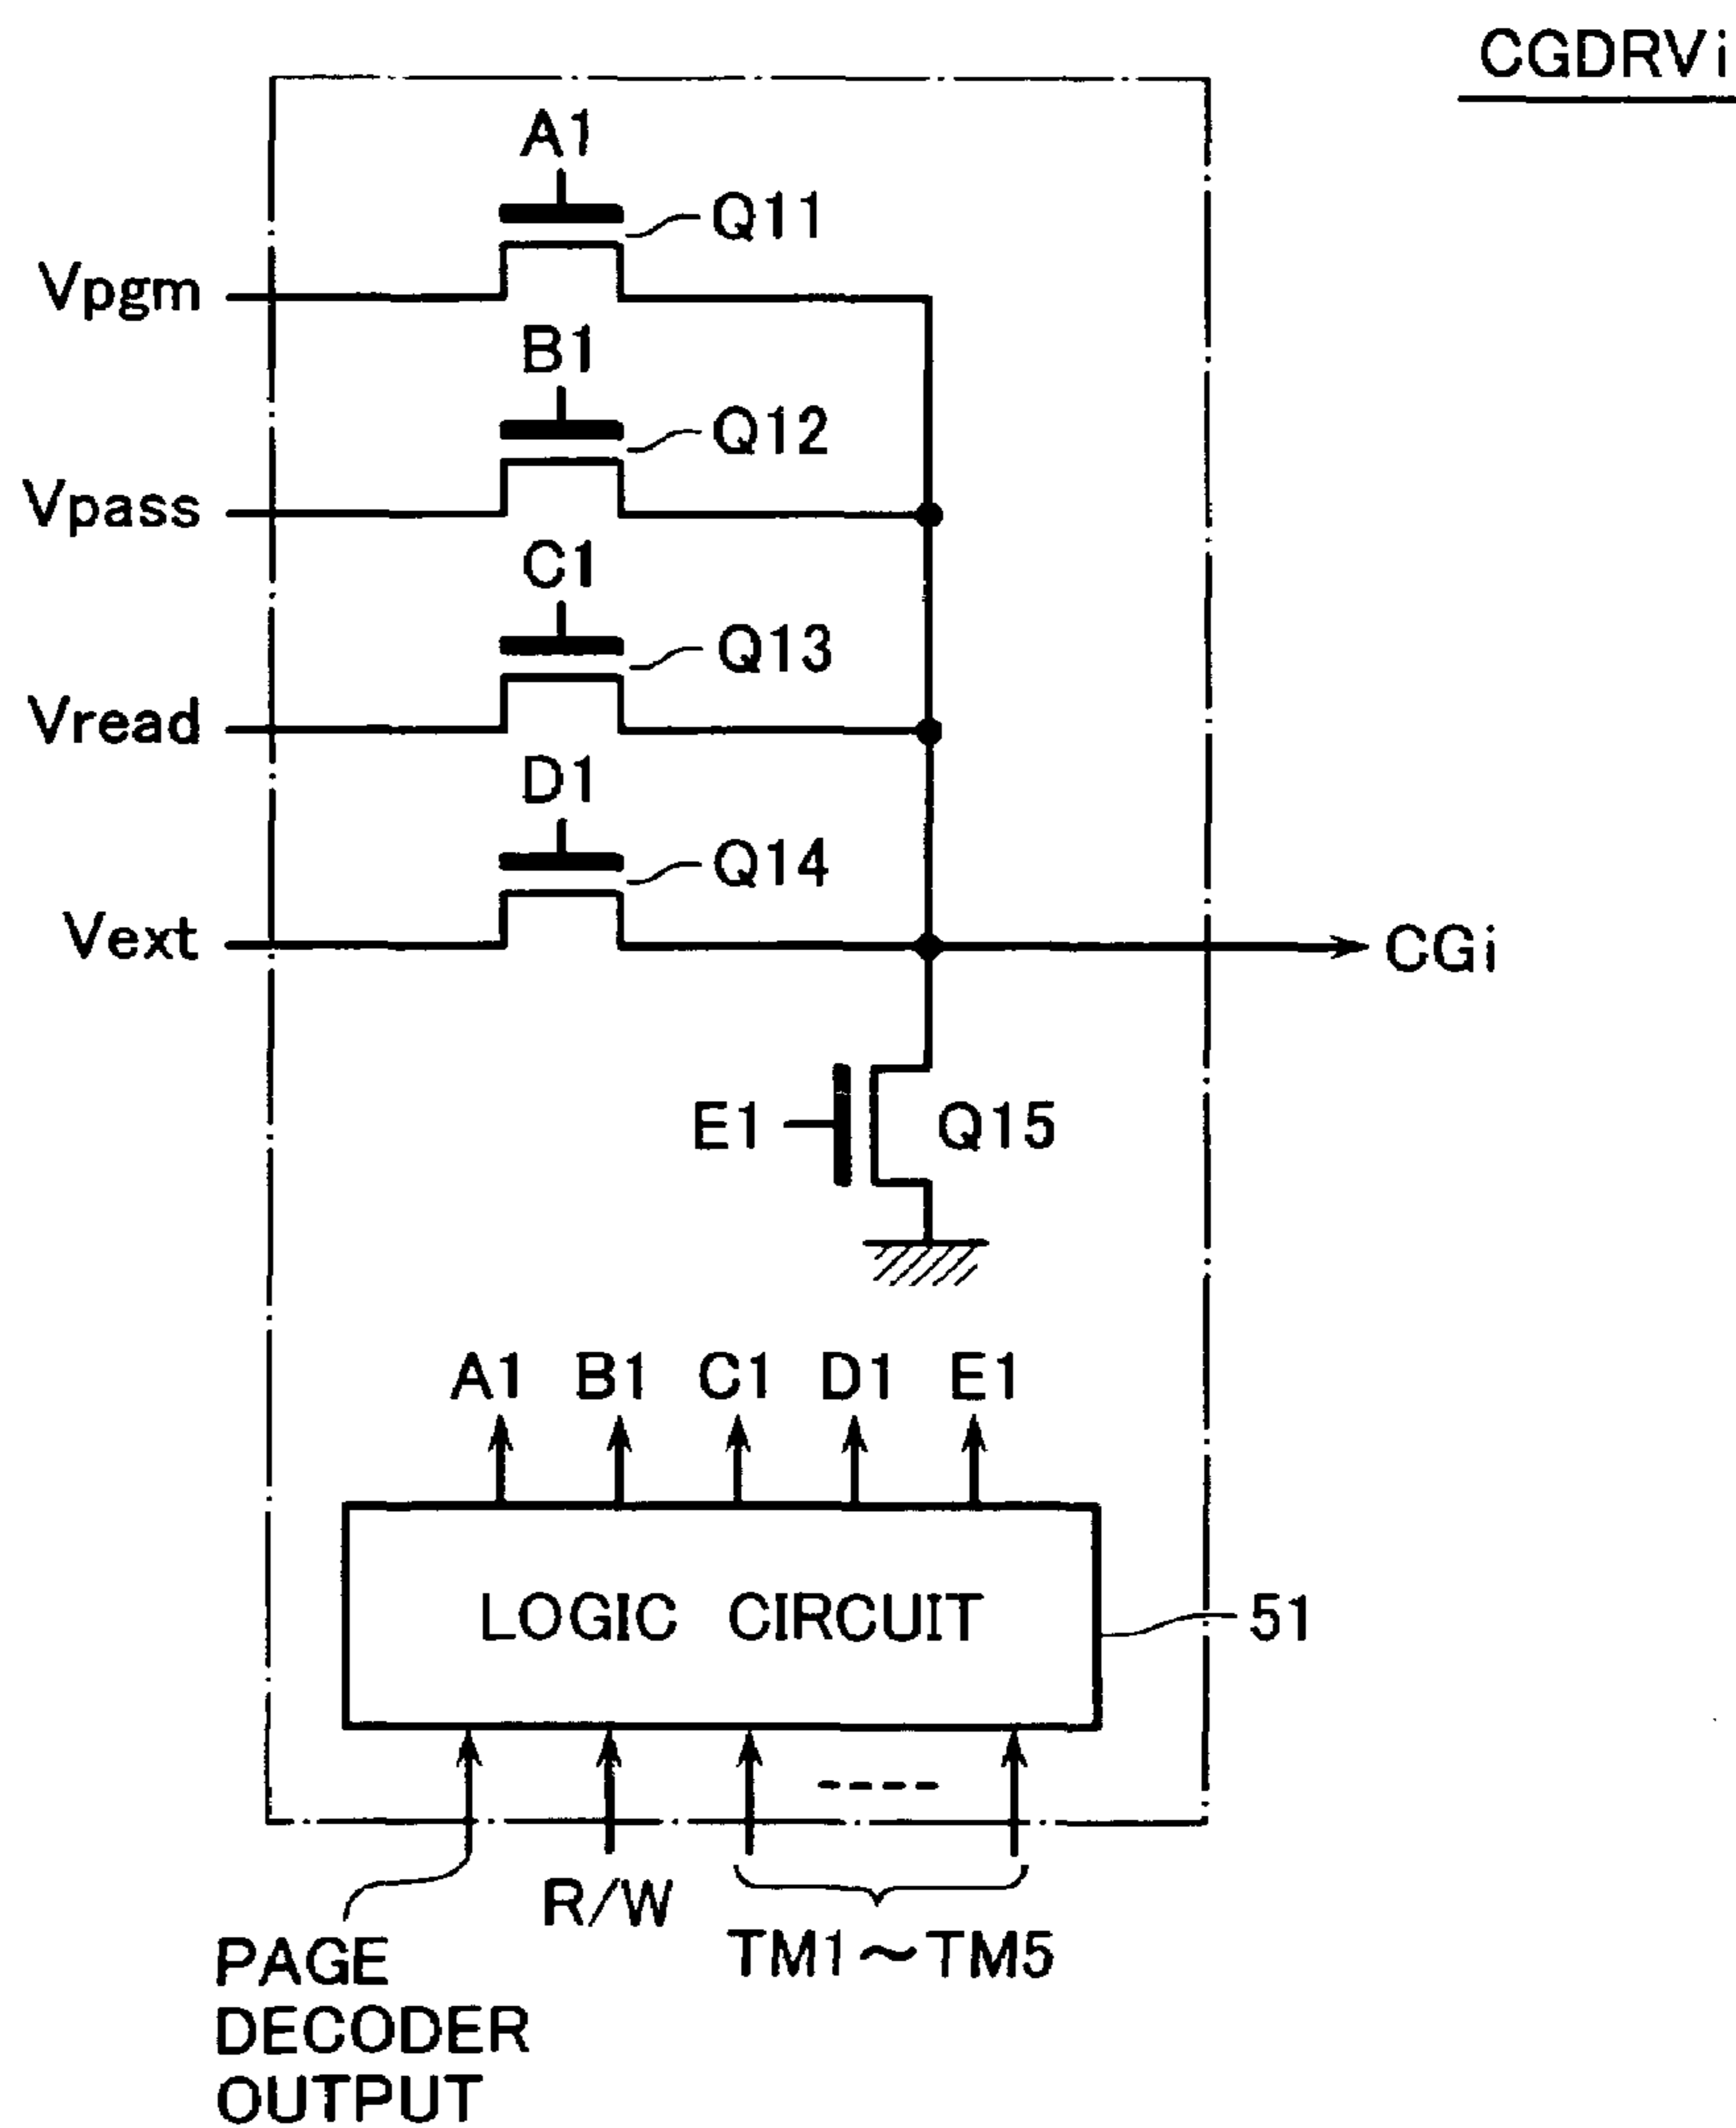 CGDRVi
A1
Q11
Vpgm
B1
Q12
Vpass
C1
Q13
Vread
D1
Q14
Vext
CGi
E1
Q15
A1 B1 C1 D1 E1
LOGIC CIRCUIT
51
R/W
TM1～TM5
PAGE
DECODER
OUTPUT